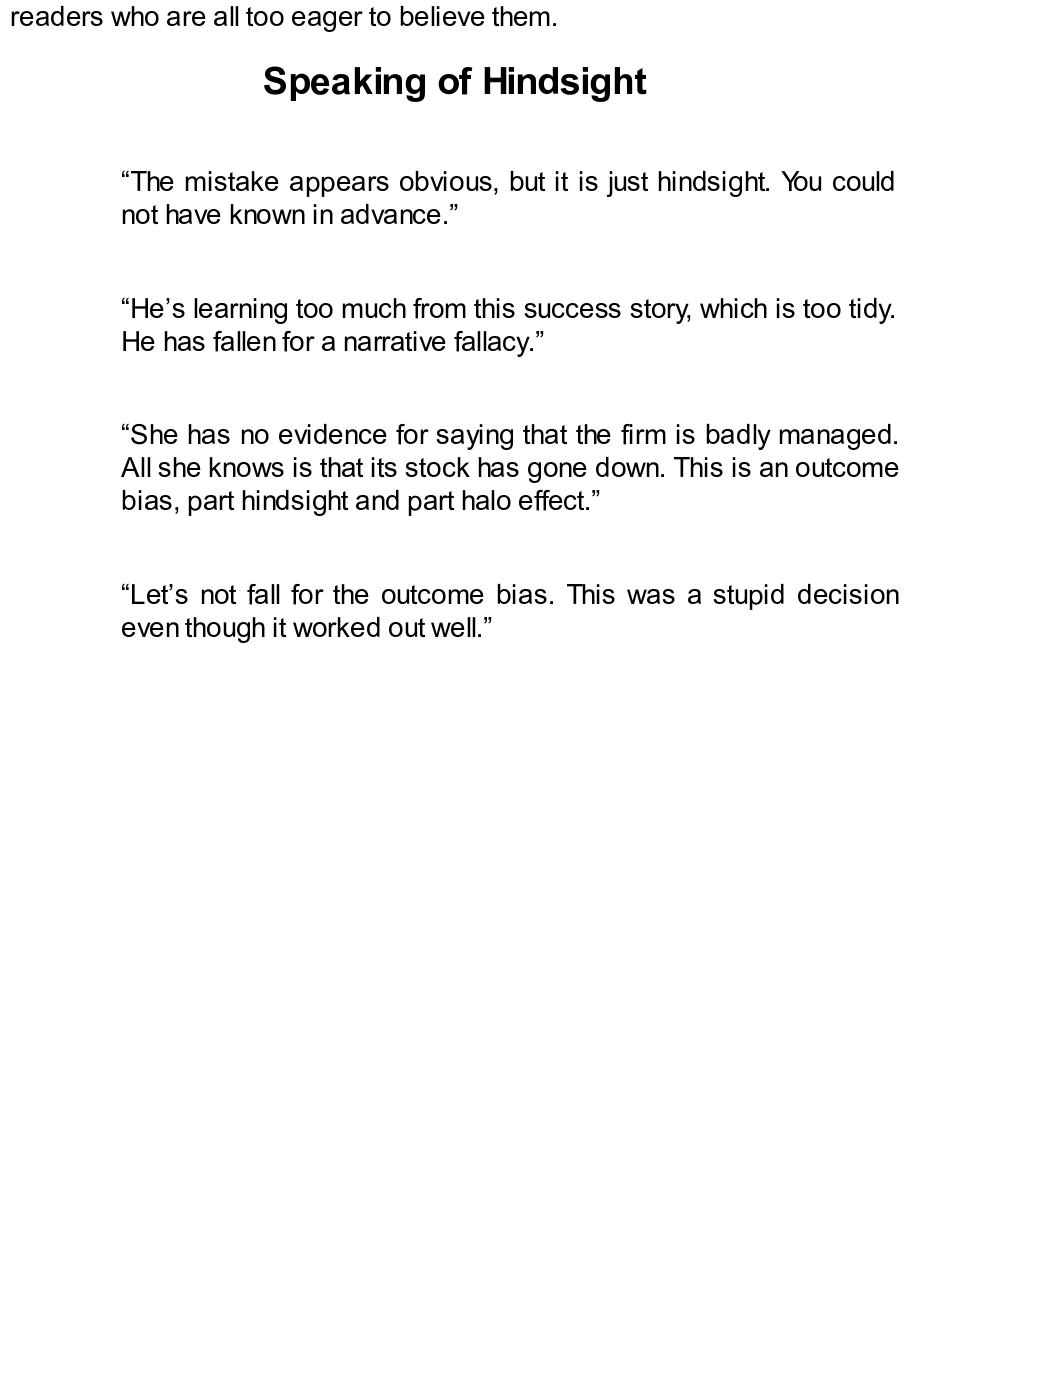 readers who are all too eager to believe them.
Speaking of Hindsight
“The mistake appears obvious, but it is just hindsight. You could
not have known in advance.”
“He’s learning too much from this success story, which is too tidy.
He has fallen for a narrative fallacy.”
“She has no evidence for saying that the firm is badly managed.
All she knows is that its stock has gone down. This is an outcome
bias, part hindsight and part halo effect.”
“Let’s not fall for the outcome bias. This was a stupid decision
even though it worked out well.”